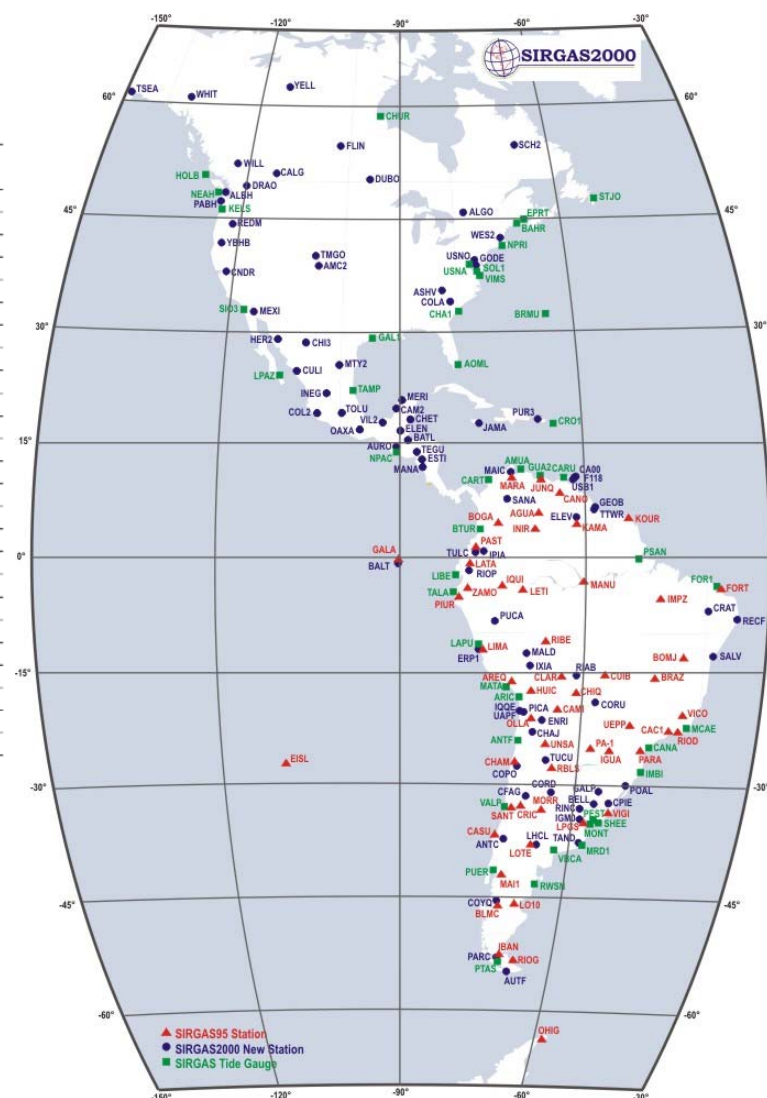 -150° -120° -90° -60° -30°
SIRGAS2000
TSEA WHIT YELL
60° 60°
CHUR
FLIN SCH2
WILL CALG
HOLB DRAO DUBO
NEAH ALBH STJO
PABH KELS
45° ALGO EPRT 45°
REDM BAHR
WES2
YBHB NPRI
TMGO USNO GODE
CNDR AMC2 USNA SOL1
VIMS
ASHV
COLA
SIO3 MEXI CHA1 BRMU
30° 30°
HER2 CHI3 GAL1
LPAZ CULI MTY2 AOML
INEG TAMP MERI
COL2 TOLU CAM2 PUR3
VIL2 CHET CRO1
OAXA ELEN JAMA
15° BATL 15°
AURO TEGU
NPAC ESTI AMUA
MANA MAIC GUA2 CARU CA00
CART MARA JUNQ F118
USB1
SANA CANO GEOB
BOGA AGUA ELEV TTWR KOUR
BTUR INIR KAMA
GALA PAST
0° TULC IPIA PSAN 0°
BALT LATA
LIBE RIOP
IQUI MANU FOR1
TALA ZAMO LETI FORT
PIUR IMPZ
CRAT
PUCA RECF
LAPU LIMA RIBE
ERP1 MALD BOMJ SALV
-15° IXIA RIAB -15°
AREQ CLAR CUIB BRAZ
MATA HUIC CHIQ
ARIC
IQQE PICA CAMI CORU
UAPF OLLA ENRI VICO
UEPP MCAE
ANTF CHAJ CAC1 RIOD
UNSA PA-1 CANA
EISL CHAM TUCU IGUA PARA
COPO RBLS IMBI
-30° CORD POAL -30°
CFAG MORR GALP
VALP BELL CPIE
SANT CRIC RINC PEST VIGI
IGM0 SHEE
CASU LPGS MONT
ANTC LHCL TAND
LOTE VBCA MRD1
PUER
MAI1 RWSN
-45° COYQ LO10 -45°
BLMC
IBAN
PARC RIOG
PTAS
AUTF
-60° -60°
SIRGAS95 Station OHIG
SIRGAS2000 New Station
SIRGAS Tide Gauge
-150° -120° -90° -60° -30°